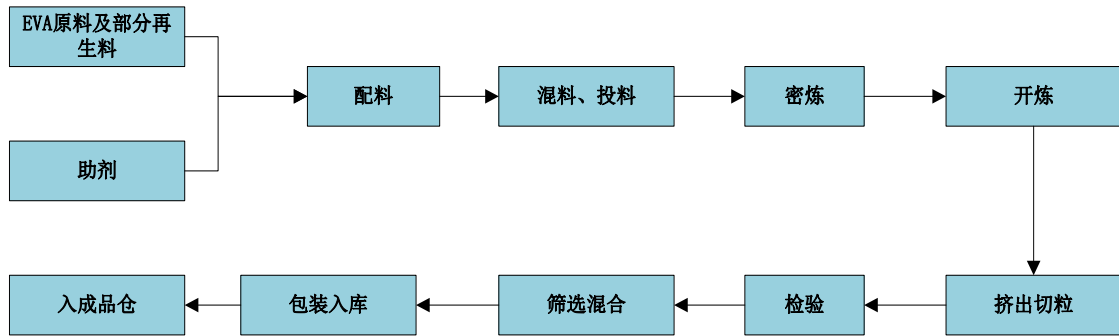 EVA原料及部分再
生料
配料
混料、投料
密炼
开炼
助剂
入成品仓
包装入库
筛选混合
检验
挤出切粒